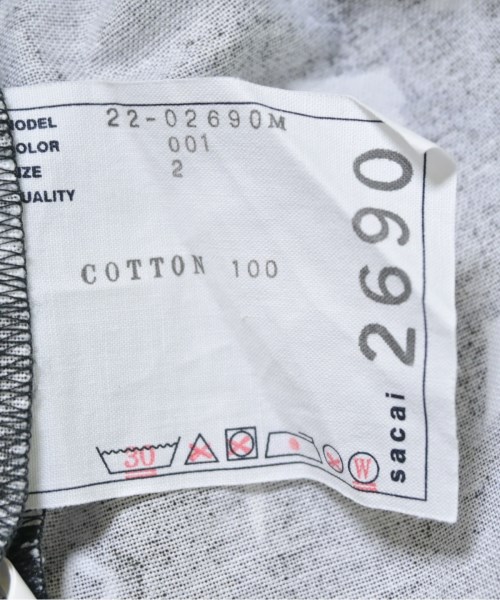 MODEL 22-02690M
COLOR 001
SIZE 2
QUALITY
COTTON 100
sacai 2690
30
W